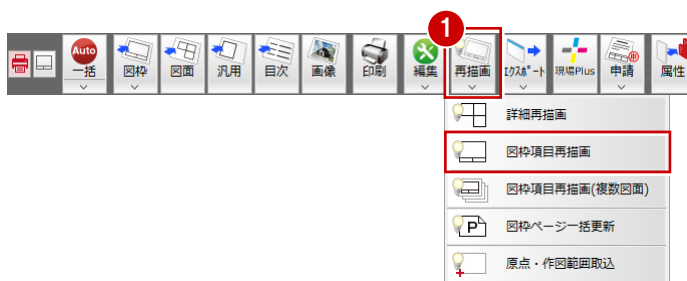 1
Auto
一括
図枠
図面
汎用
目次
画像
印刷
編集
再描画
ｴｸｽﾎﾟｰﾄ
現場Plus
申請
属性
詳細再描画
図枠項目再描画
図枠項目再描画(複数図面)
P
図枠ページ一括更新
原点・作図範囲取込